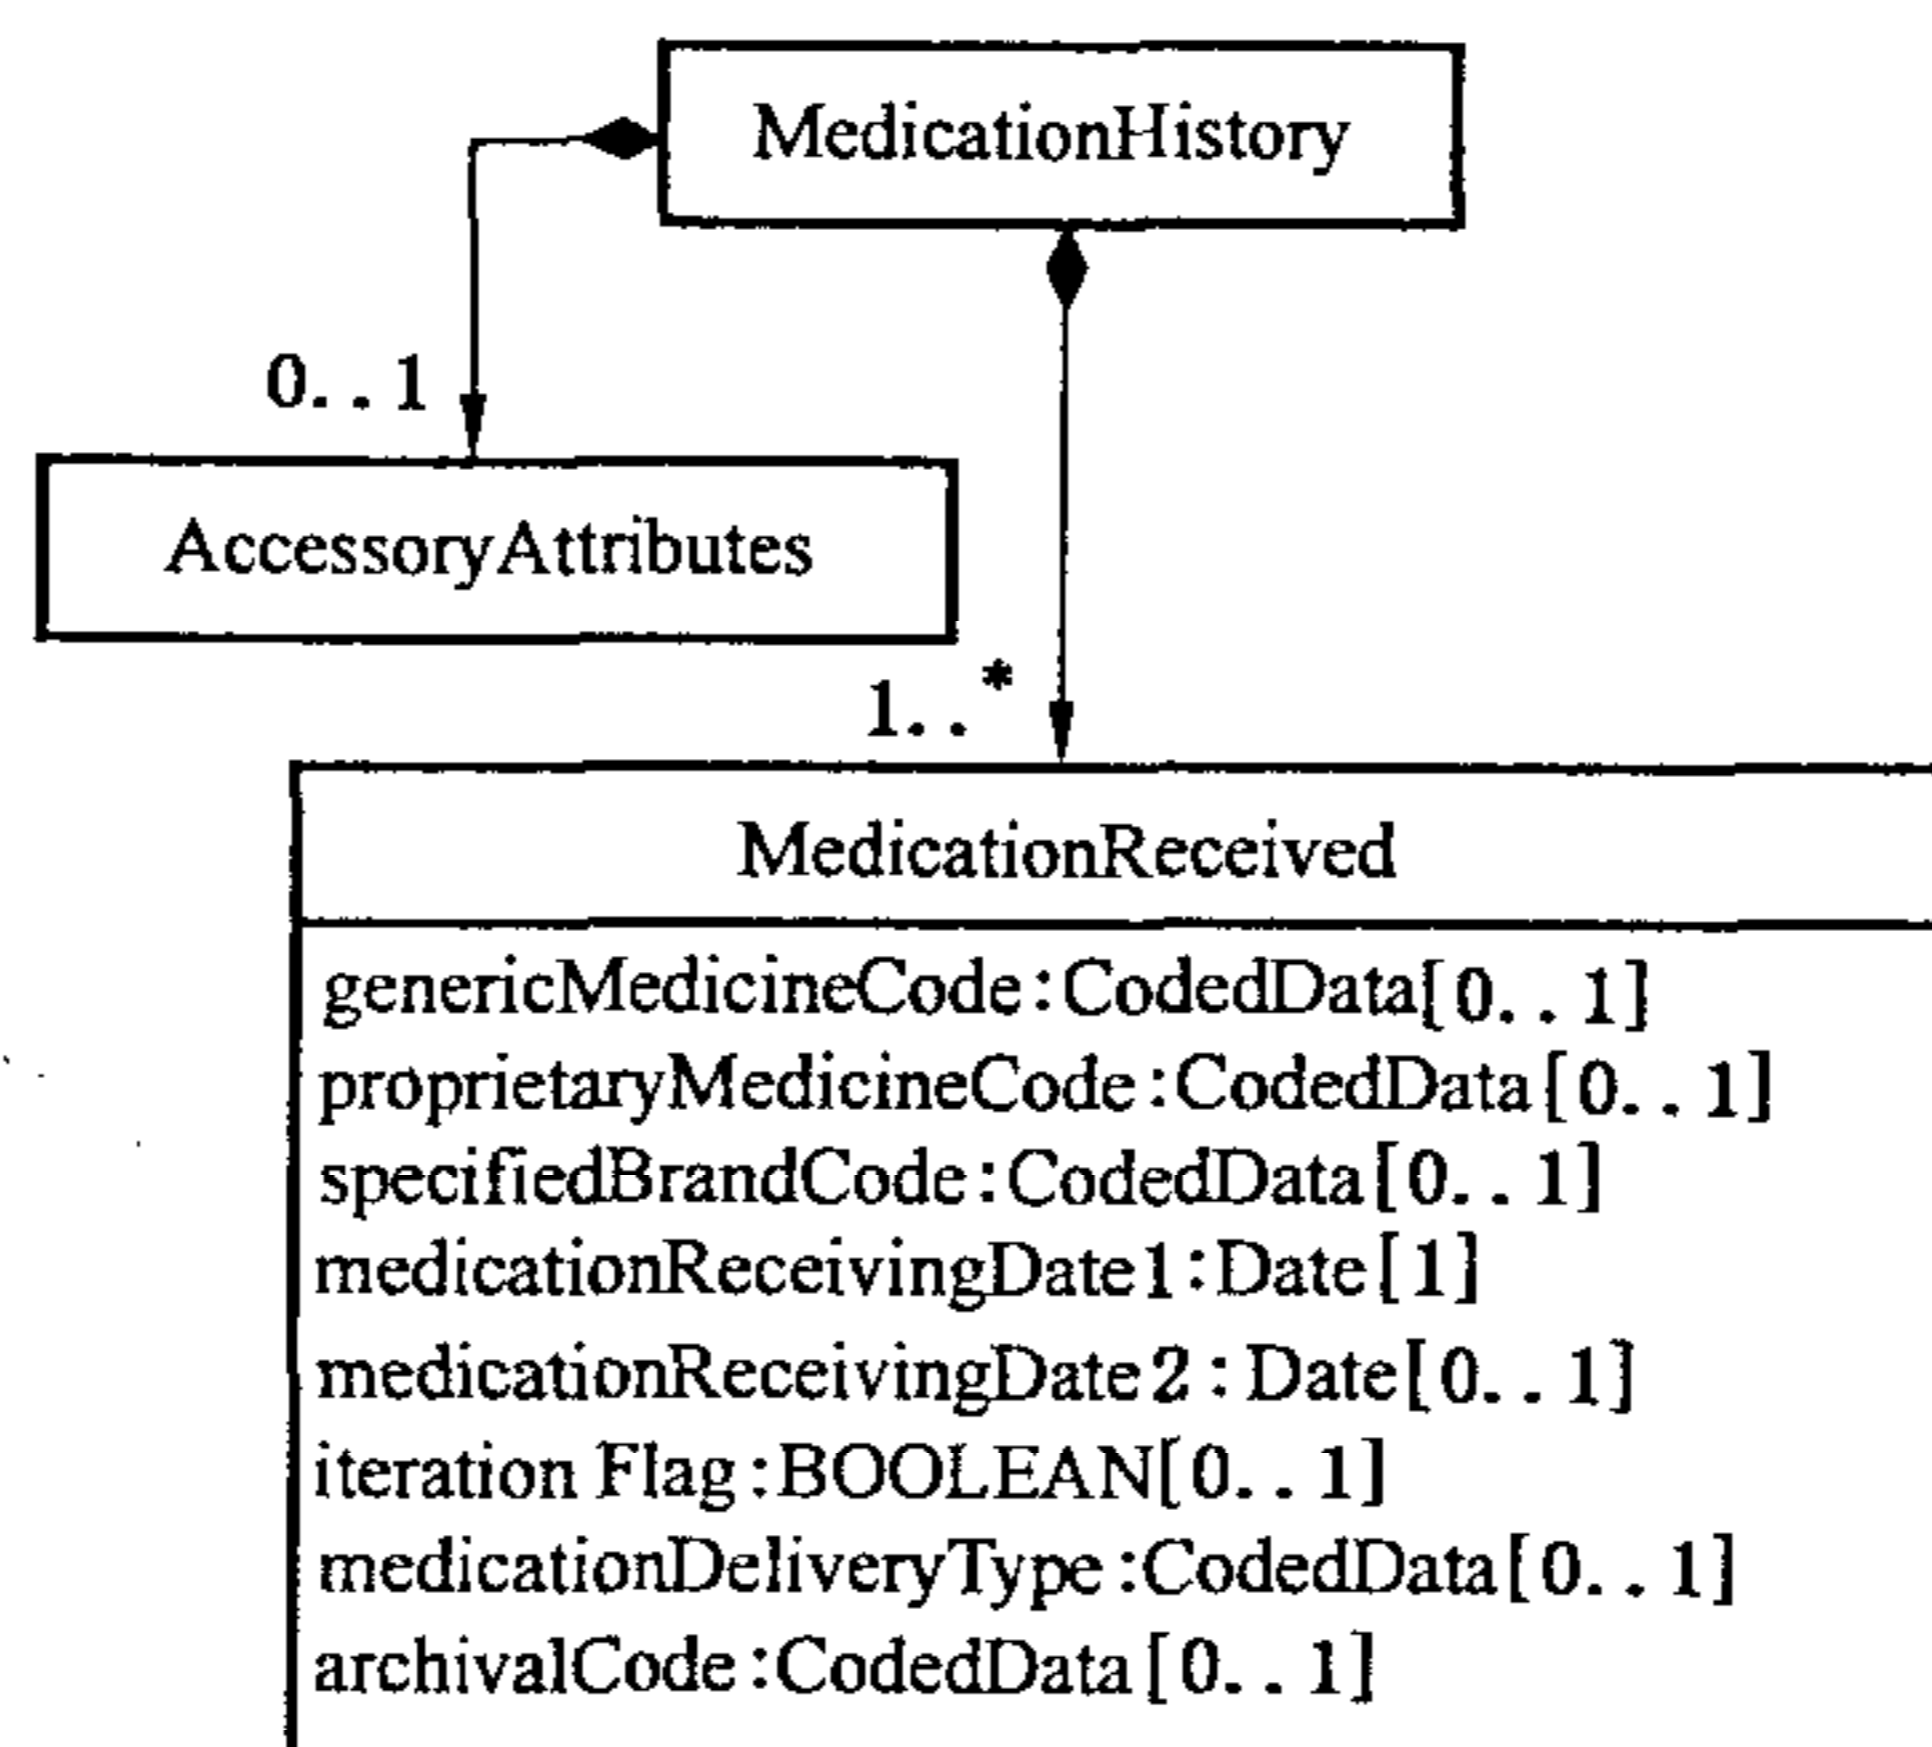 MedicationHistory
0..1
AccessoryAttributes
1..*
MedicationReceived
genericMedicineCode:CodedData[0..1]
proprietaryMedicineCode:CodedData[0..1]
specifiedBrandCode:CodedData[0..1]
medicationReceivingDate1:Date[1]
medicationReceivingDate2:Date[0..1]
iteration Flag:BOOLEAN[0..1]
medicationDeliveryType:CodedData[0..1]
archivalCode:CodedData[0..1]